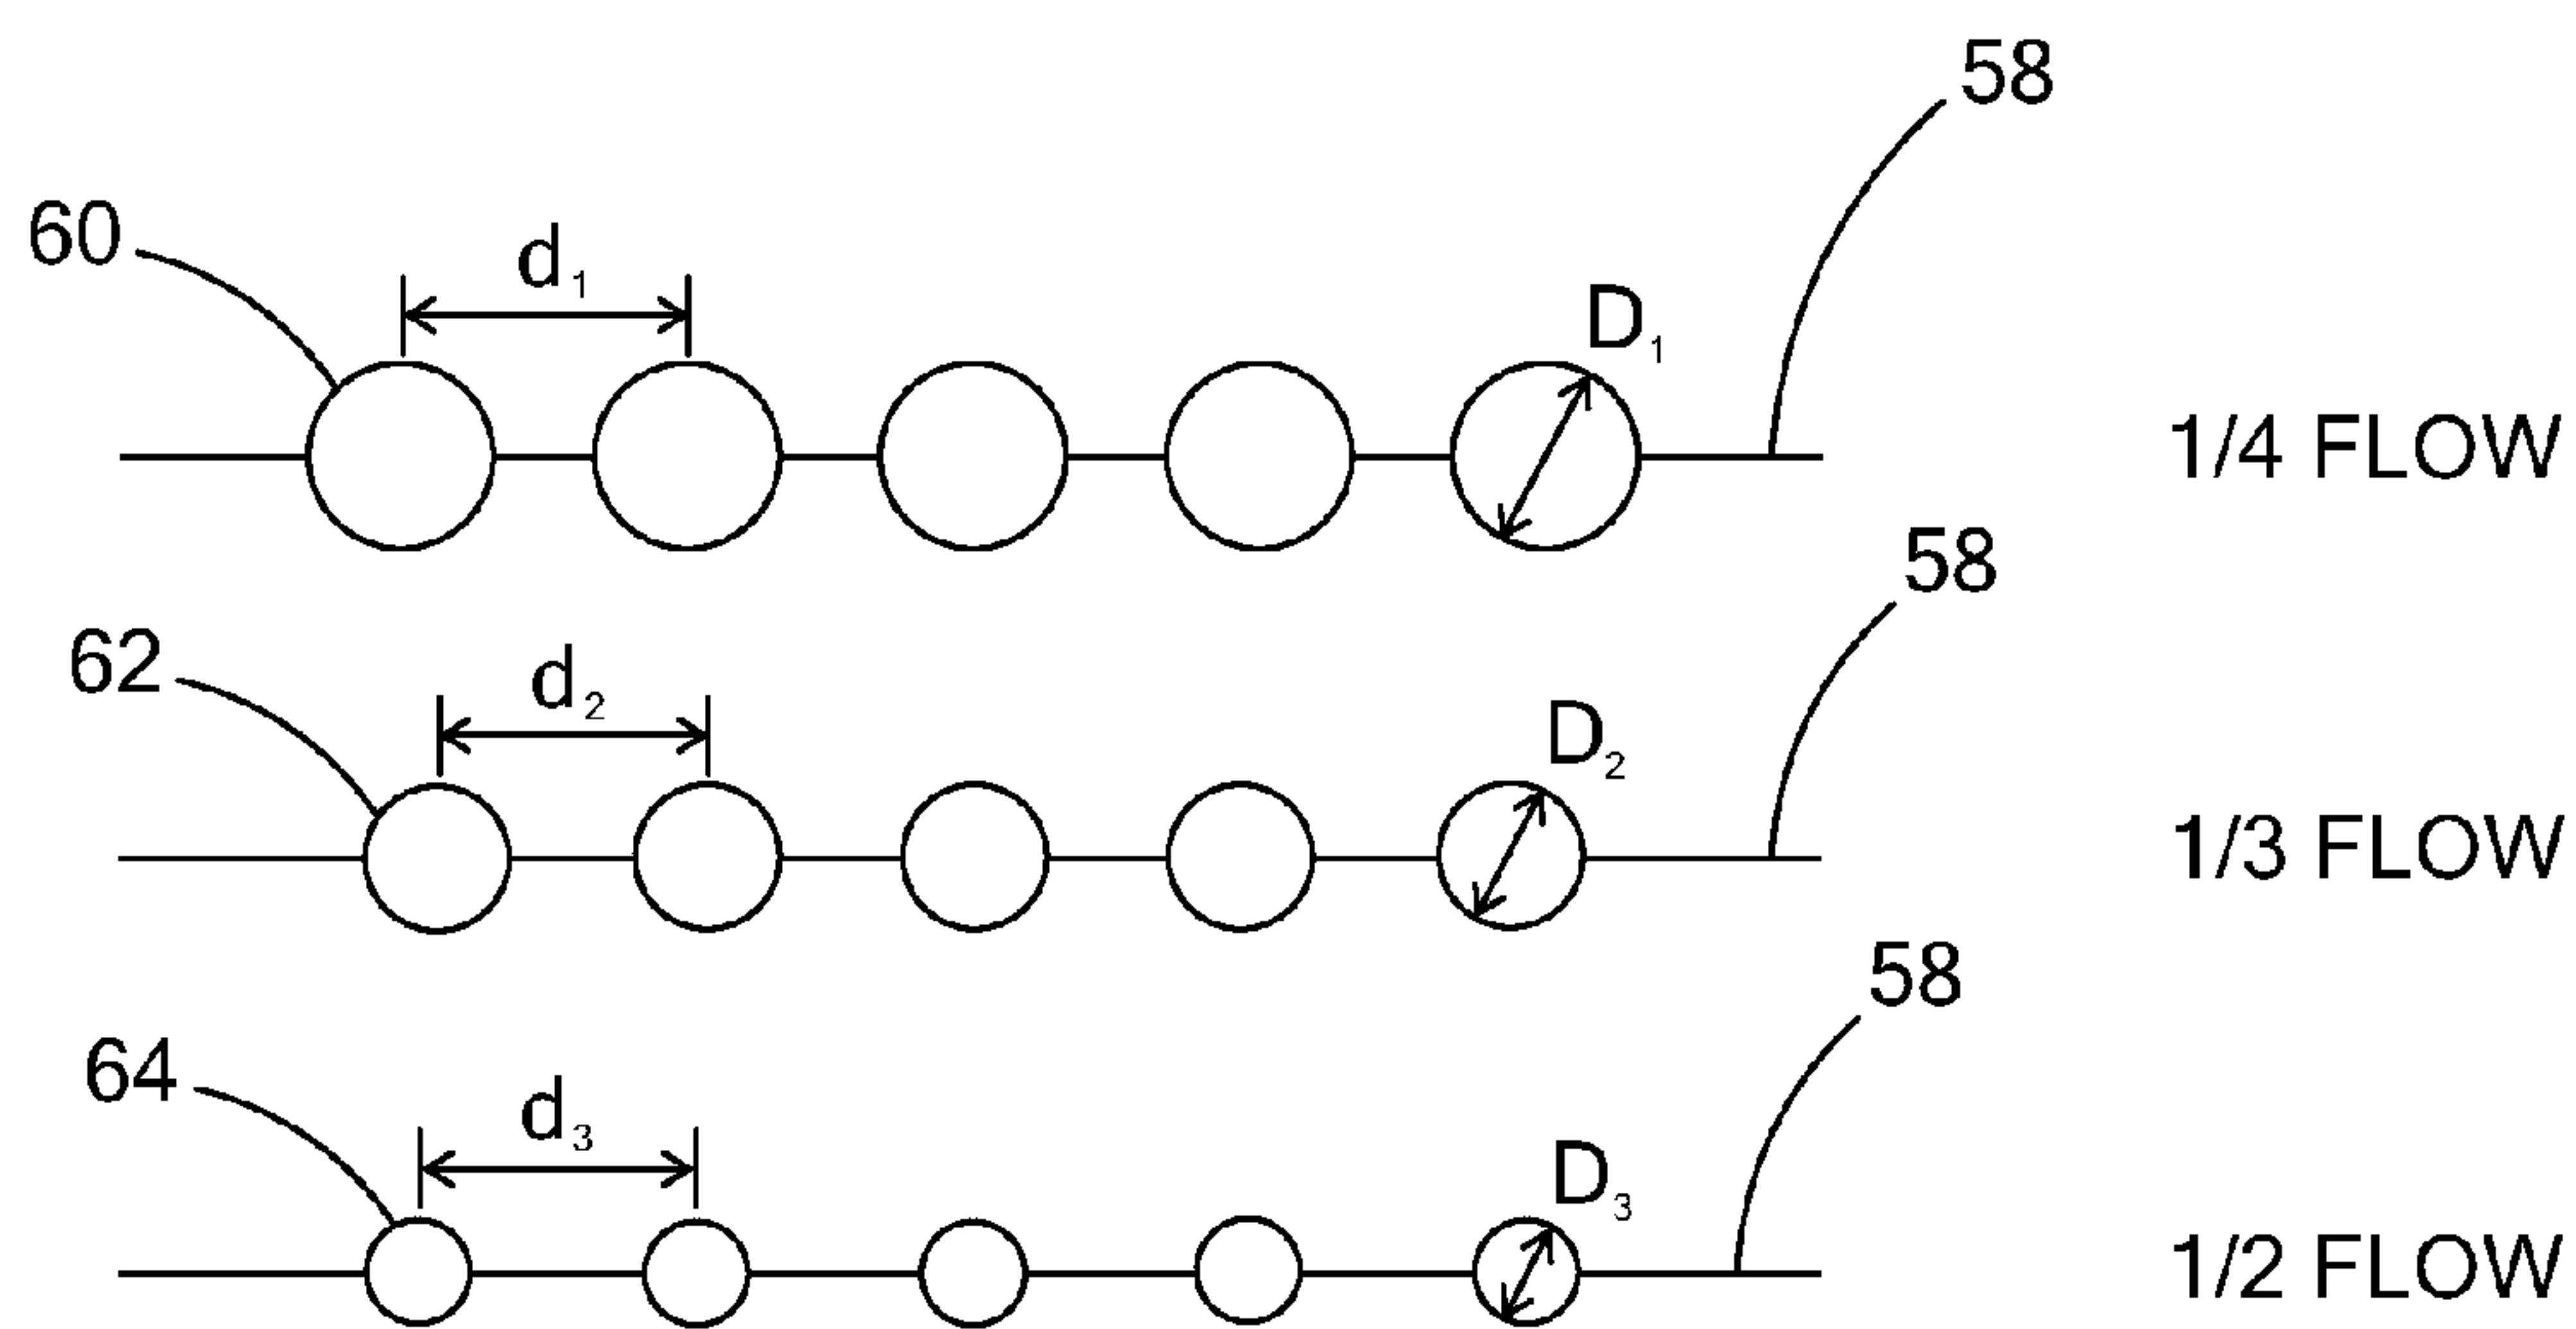 58
60
d₁
D₁
1/4 FLOW
58
62
d₂
D₂
1/3 FLOW
58
64
d₃
D₃
1/2 FLOW